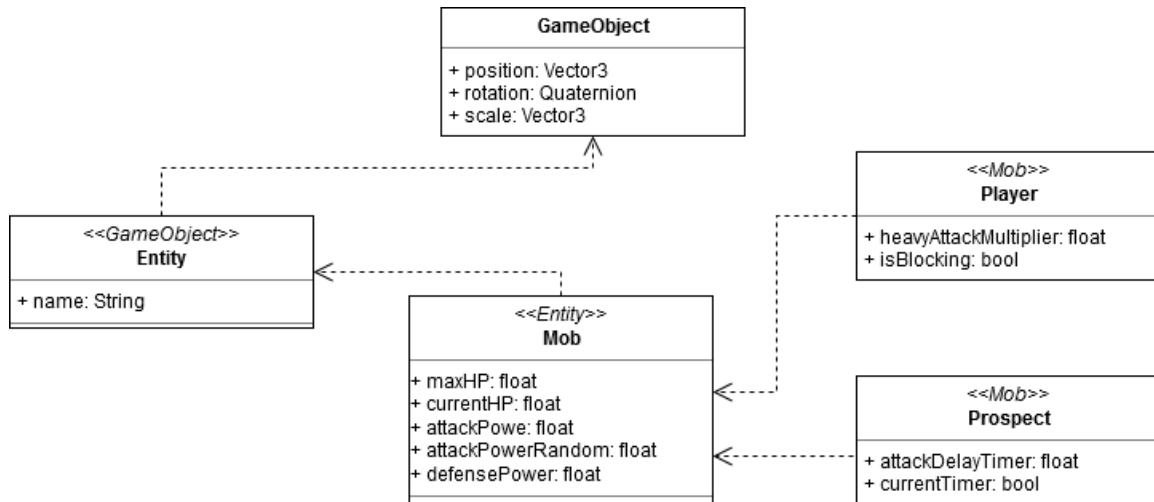 GameObject
+ position: Vector3
+ rotation: Quaternion
+ scale: Vector3
<<GameObject>>
Entity
+ name: String
<<Entity>>
Mob
+ maxHP: float
+ currentHP: float
+ attackPowe: float
+ attackPowerRandom: float
+ defensePower: float
<<Mob>>
Player
+ heavyAttackMultiplier: float
+ isBlocking: bool
<<Mob>>
Prospect
+ attackDelayTimer: float
+ currentTimer: bool